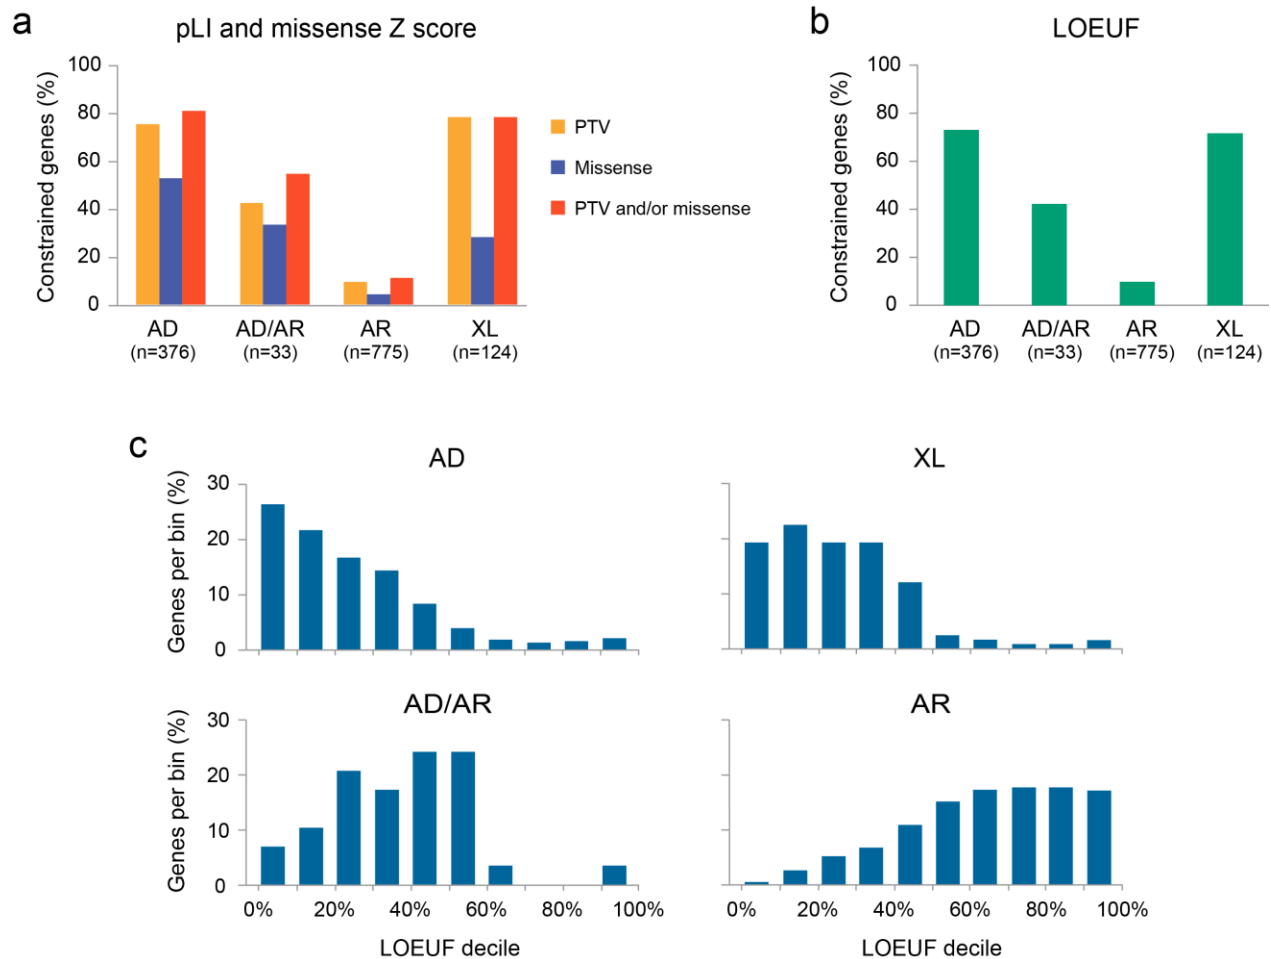 a
pLI and missense Z score
Constrained genes (%)
100
80
60
40
20
0
AD
(n=376)
AD/AR
(n=33)
AR
(n=775)
XL
(n=124)
PTV
Missense
PTV and/or missense
b
LOEUF
Constrained genes (%)
100
80
60
40
20
0
AD
(n=376)
AD/AR
(n=33)
AR
(n=775)
XL
(n=124)
c
AD
Genes per bin (%)
30
20
10
0
XL
AD/AR
Genes per bin (%)
30
20
10
0
0% 20% 40% 60% 80% 100%
LOEUF decile
AR
0% 20% 40% 60% 80% 100%
LOEUF decile